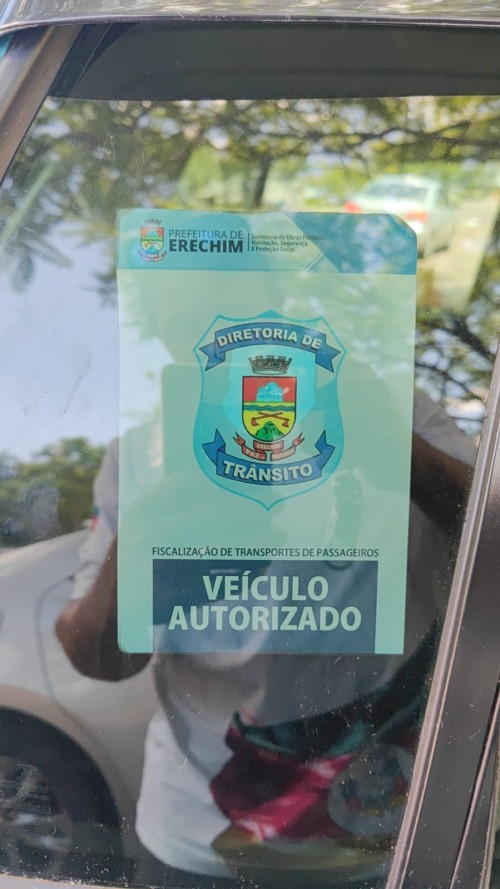 PREFEITURA DE
ERECHIM
Secretaria de Obras Públicas
Habitação, Segurança
E Proteção Social
DIRETORIA DE
TRÂNSITO
FISCALIZAÇÃO DE TRANSPORTES DE PASSAGEIROS
VEÍCULO
AUTORIZADO